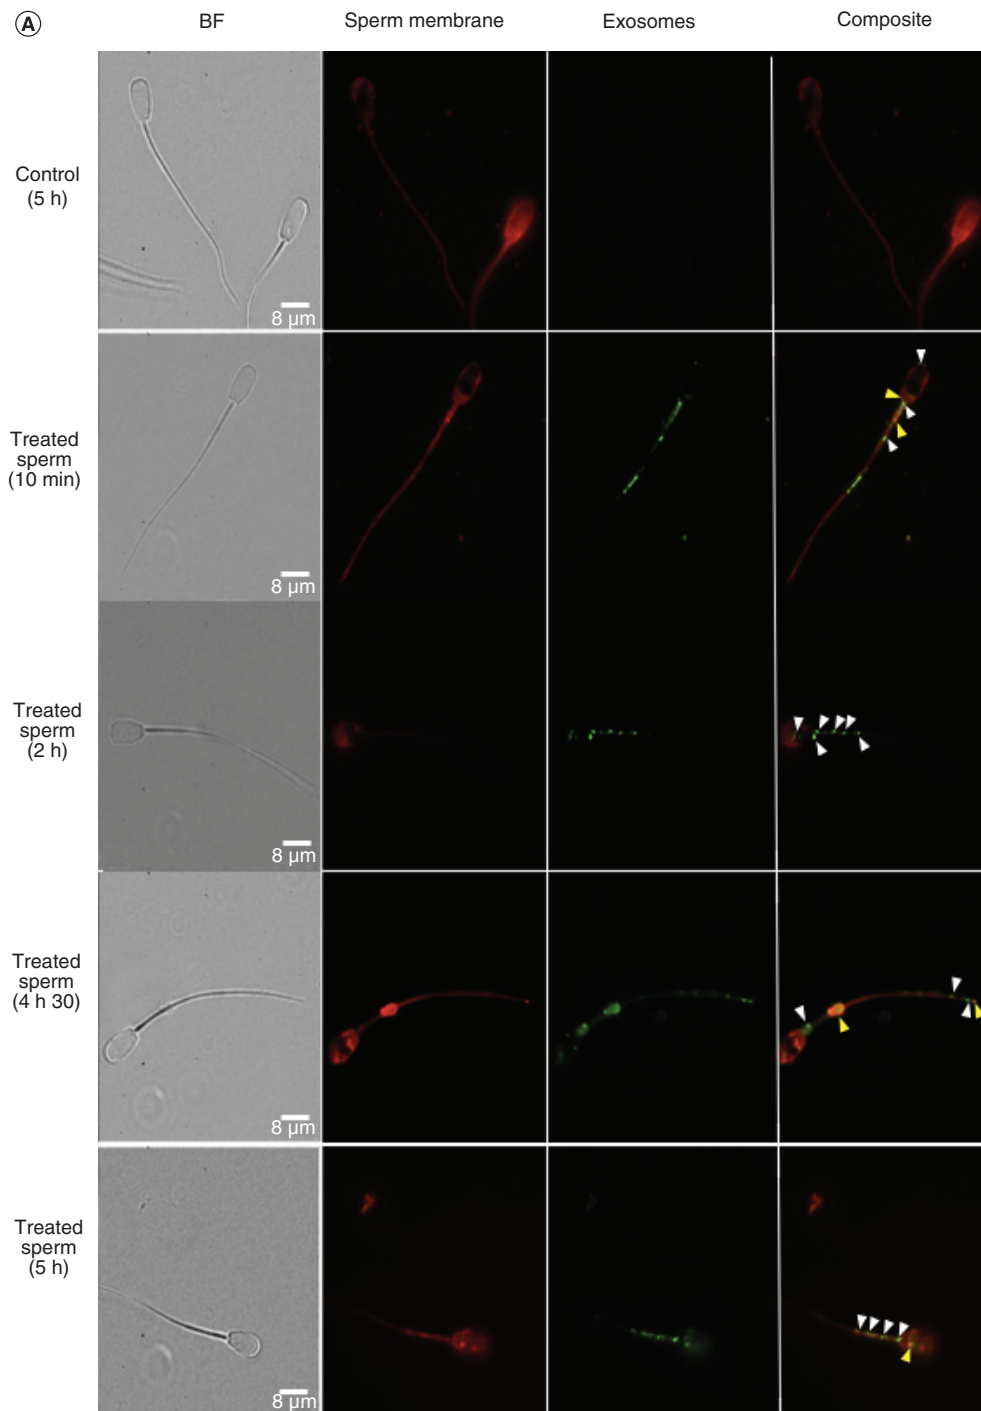 A
BF
Sperm membrane
Exosomes
Composite
Control
(5 h)
8 µm
Treated
sperm
(10 min)
8 µm
Treated
sperm
(2 h)
8 µm
Treated
sperm
(4 h 30)
8 µm
Treated
sperm
(5 h)
8 µm